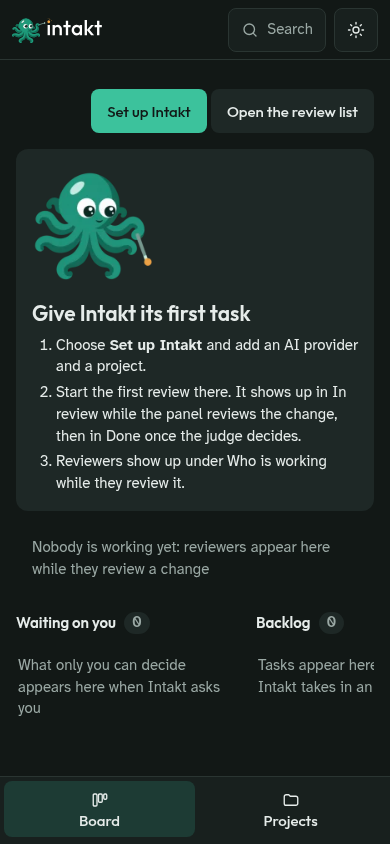 intakt
Search
Set up Intakt
Open the review list
Give Intakt its first task
1. Choose Set up Intakt and add an AI provider
and a project.
2. Start the first review there. It shows up in In
review while the panel reviews the change,
then in Done once the judge decides.
3. Reviewers show up under Who is working
while they review it.
Nobody is working yet: reviewers appear here
while they review a change
Waiting on you 0
What only you can decide
appears here when Intakt asks
you
Backlog 0
Tasks appear here
Intakt takes in an
Board
Projects